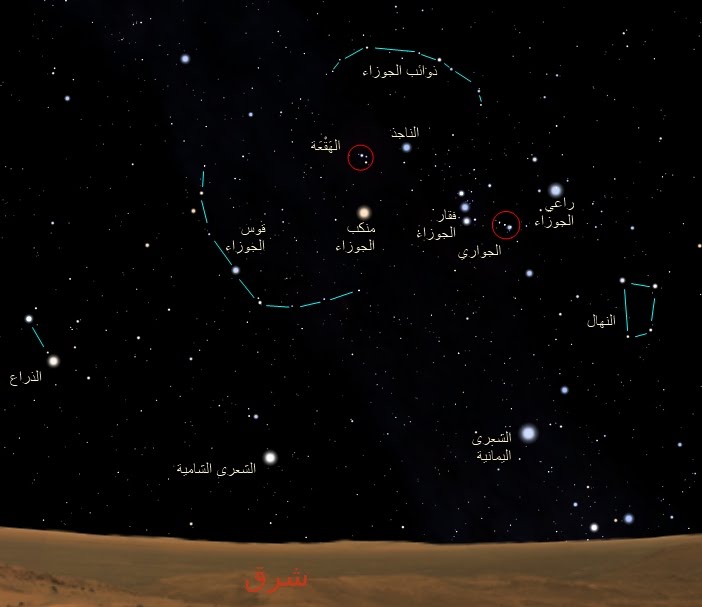 ذوائب الجوزاء
الناجذ
الهَقْعَة
راعي
الجوزاء
فقار
الجوزاء
منكب
الجوزاء
قوس
الجوزاء
الجواري
النهال
الذراع
الشعرى
اليمانية
الشعرى الشامية
شرق